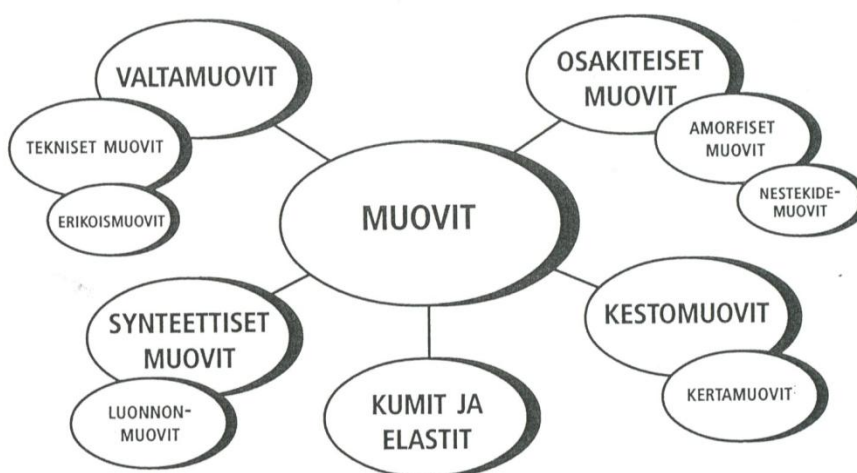 VALTAMUOVIT
TEKNISET MUOVIT
ERIKOISMUOVIT
OSAKITEISET
MUOVIT
AMORFISET
MUOVIT
NESTEKIDE-
MUOVIT
MUOVIT
SYNTEETTISET
MUOVIT
LUONNON-
MUOVIT
KUMIT JA
ELASTIT
KESTOMUOVIT
KERTAMUOVIT